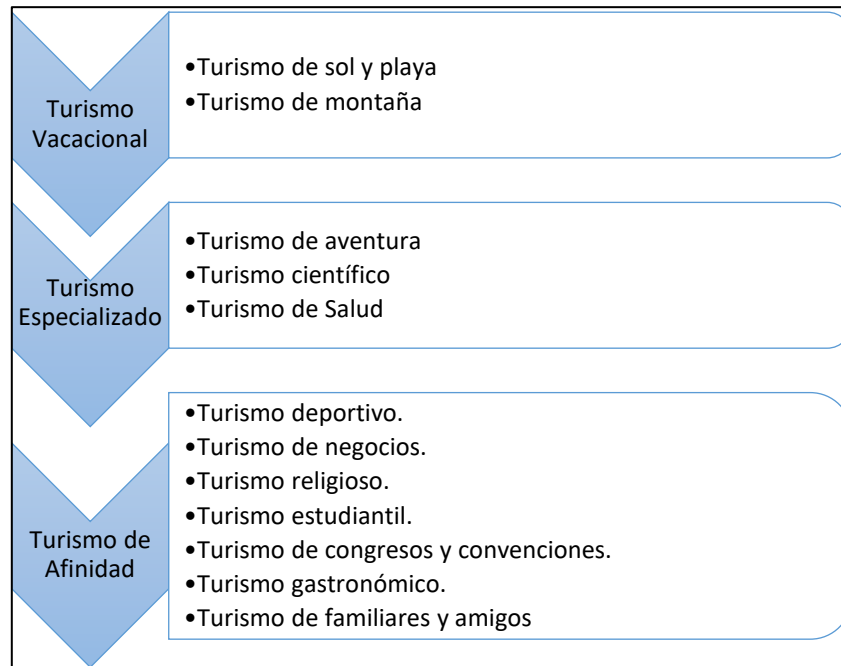 Turismo
Vacacional
•Turismo de sol y playa
•Turismo de montaña
Turismo
Especializado
•Turismo de aventura
•Turismo científico
•Turismo de Salud
Turismo de
Afinidad
•Turismo deportivo.
•Turismo de negocios.
•Turismo religioso.
•Turismo estudiantil.
•Turismo de congresos y convenciones.
•Turismo gastronómico.
•Turismo de familiares y amigos